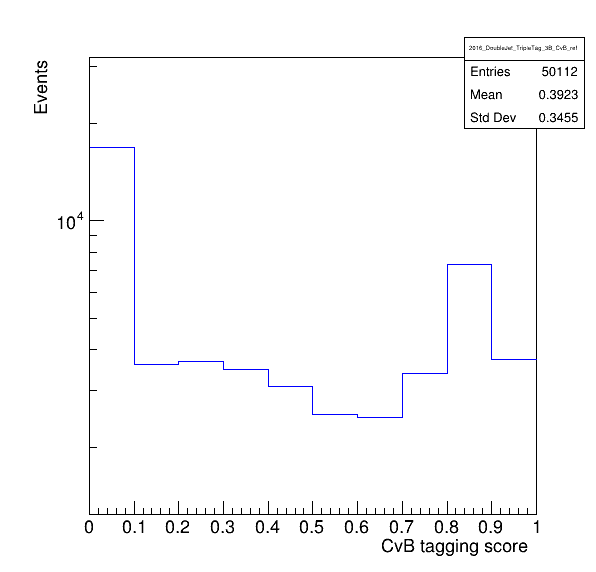 2016_DoubleJet_TripleTag_3B_CvB_ref
Entries 50112
Mean 0.3923
Std Dev 0.3455
Events
10^4
0 0.1 0.2 0.3 0.4 0.5 0.6 0.7 0.8 0.9 1
CvB tagging score